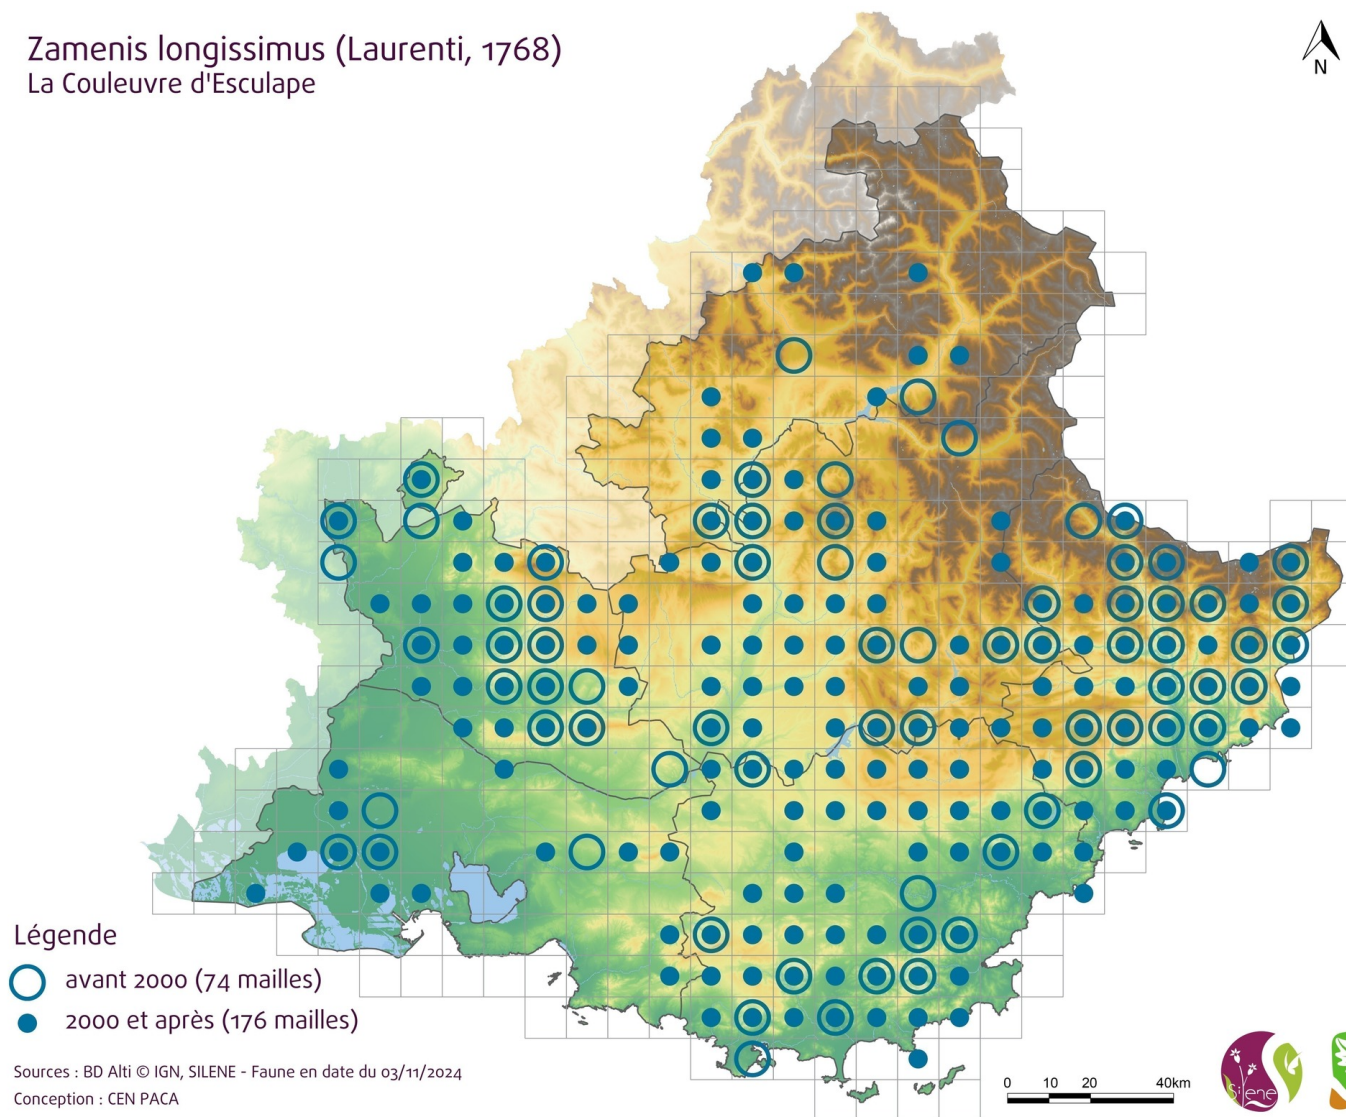 Zamenis longissimus (Laurenti, 1768)
La Couleuvre d'Esculape
N
Légende
avant 2000 (74 mailles)
2000 et après (176 mailles)
Sources : BD Alti © IGN, SILENE - Faune en date du 03/11/2024
Conception : CEN PACA
0 10 20 40km
Silene